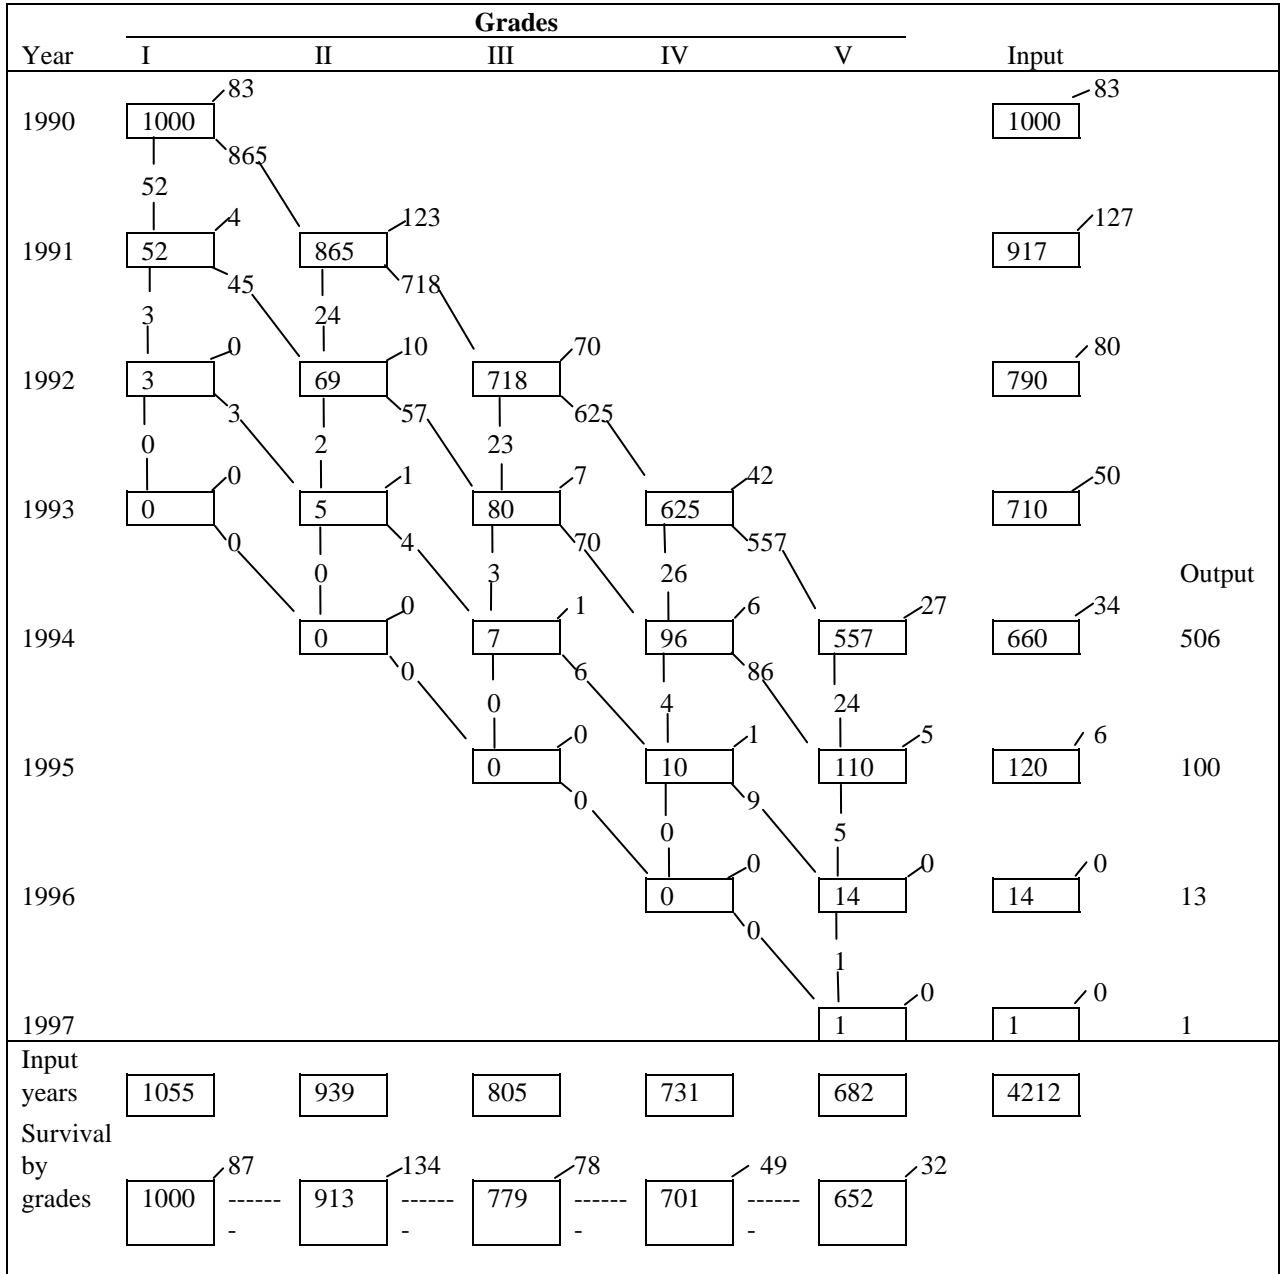 Grades
Year I II III IV V Input
83 83
1990 1000 1000
865
52
4 123 127
1991 52 865 917
45 718
3 24
0 10 70 80
1992 3 69 718 790
3 57 625
0 2 23
0 1 7 42 50
1993 0 5 80 625 710
0 4 70 557
0 3 26 Output
0 1 6 27 34
1994 0 7 96 557 660 506
0 6 86
0 4 24
0 1 5 6
1995 0 10 110 120 100
0 9
0 5
0 0 0
1996 0 14 14 13
0
1
0 0
1997 1 1 1
Input
years 1055 939 805 731 682 4212
Survival
by 87 134 78 49 32
grades 1000 ------ 913 ------ 779 ------ 701 ------ 652
- - - -